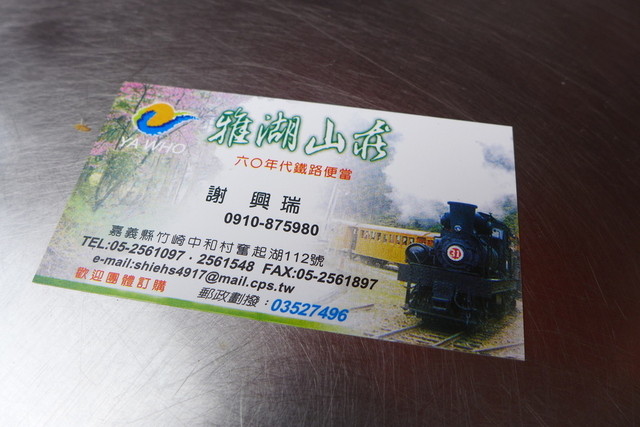 雅湖山莊
YA WHO
六〇年代鐵路便當
謝 興 瑞
0910-875980
嘉義縣竹崎中和村奮起湖112號
TEL:05-2561097．2561548 FAX:05-2561897
e-mail:shiehs4917@mail.cps.tw
歡迎團體訂購 郵政劃撥：03527496
31